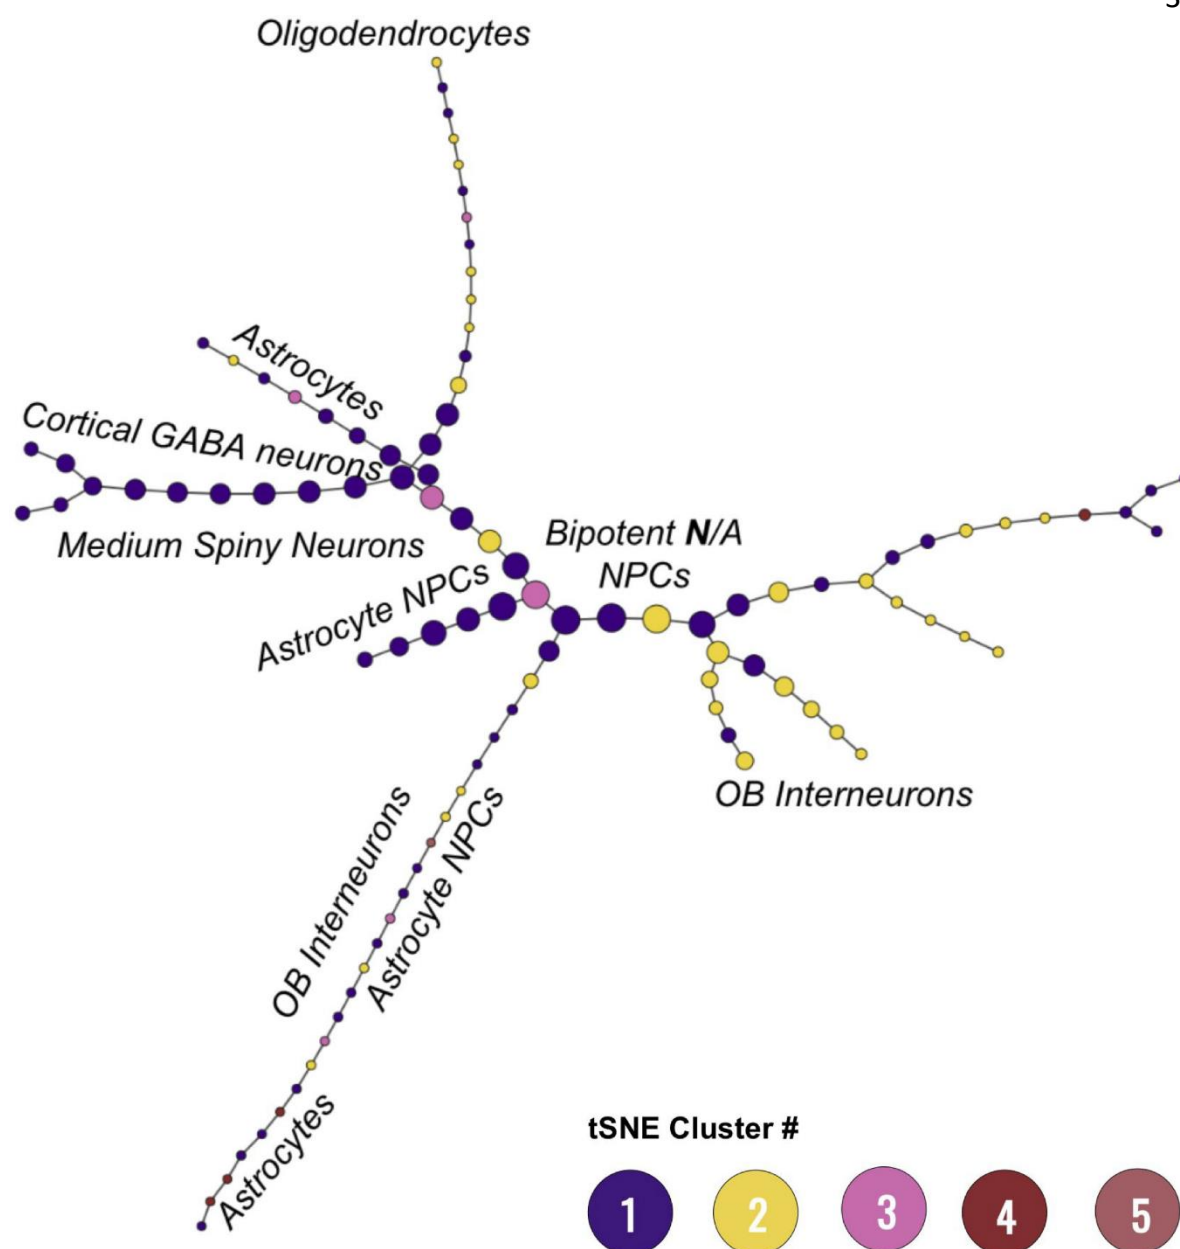 Oligodendrocytes
Astrocytes
Cortical GABA neurons
Medium Spiny Neurons
Bipotent N/A
NPCs
Astrocyte NPCs
OB Interneurons
OB Interneurons
Astrocyte NPCs
Astrocytes
tSNE Cluster #
1 2 3 4 5